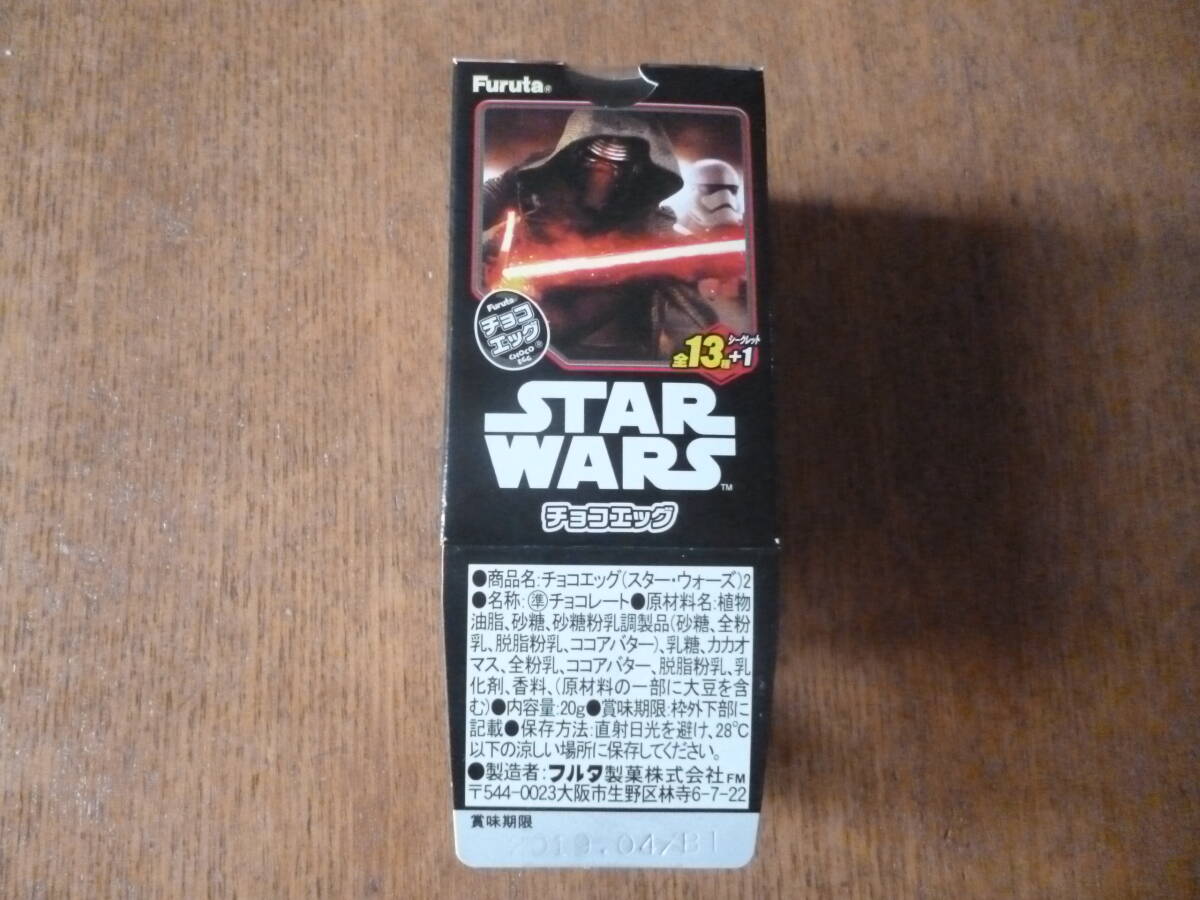 Furuta®
Furuta
チョコ
エッグ
CHOCO
EGG
シークレット
全13種+1
STAR
WARS™
チョコエッグ
●商品名:チョコエッグ(スター・ウォーズ)2
●名称:準チョコレート●原材料名:植物
油脂、砂糖、砂糖粉乳調製品(砂糖、全粉
乳、脱脂粉乳、ココアバター)、乳糖、カカオ
マス、全粉乳、ココアバター、脱脂粉乳、乳
化剤、香料、(原材料の一部に大豆を含
む)●内容量:20g●賞味期限:枠外下部に
記載●保存方法:直射日光を避け、28℃
以下の涼しい場所に保存してください。
●製造者:フルタ製菓株式会社FM
〒544-0023大阪市生野区林寺6-7-22
賞味期限
2019.04/B1